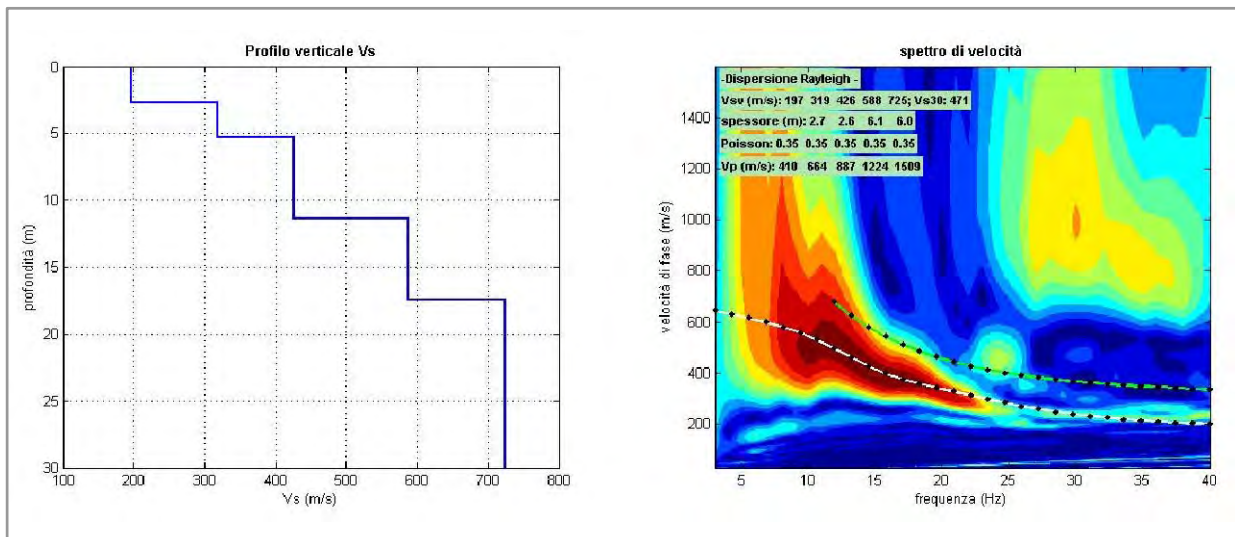 Profilo verticale Vs
0
5
10
15
20
25
30
profondità (m)
100 200 300 400 500 600 700 800
Vs (m/s)
spettro di velocità
-Dispersione Rayleigh -
Vsv (m/s): 197 319 426 588 725; Vs30: 471
spessore (m): 2.7 2.6 6.1 6.0
Poisson: 0.35 0.35 0.35 0.35 0.35
Vp (m/s): 410 664 887 1224 1509
1400
1200
1000
800
600
400
200
velocità di fase (m/s)
5 10 15 20 25 30 35 40
frequenza (Hz)